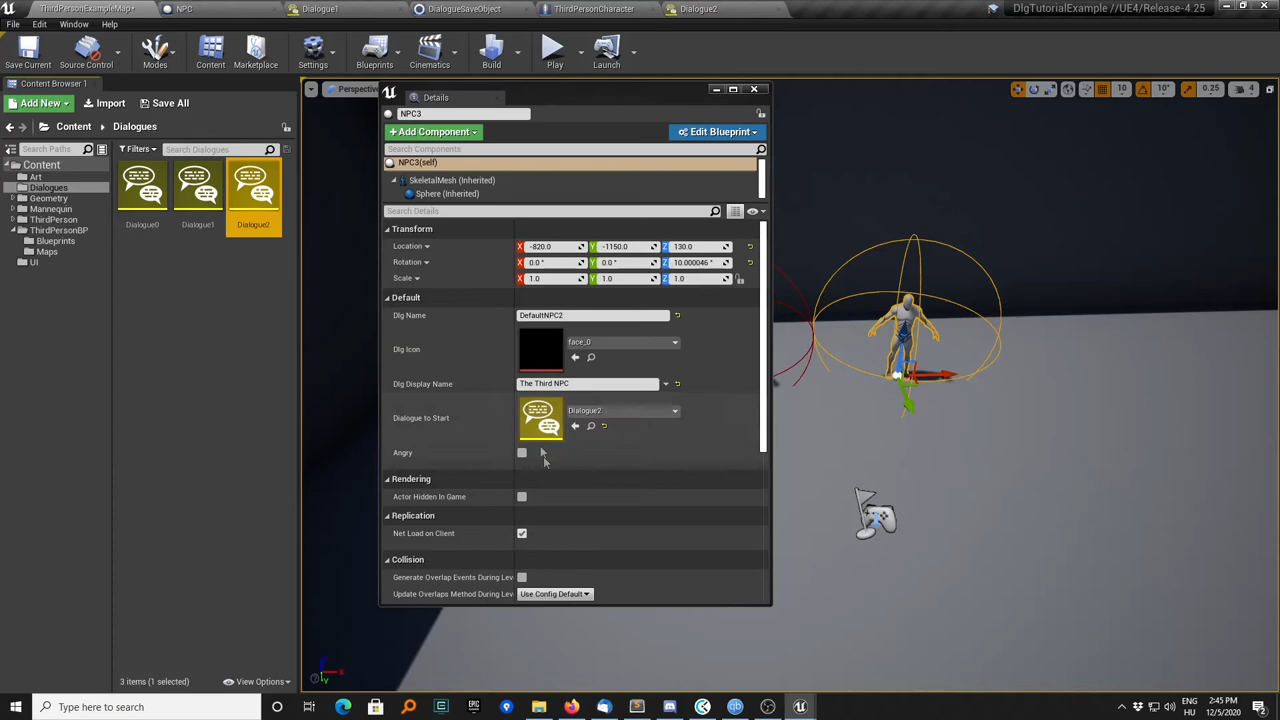 ThirdPersonExampleMap*
NPC
Dialogue1
DialogueSaveObject
ThirdPersonCharacter
Dialogue2
DlgTutorialExample //UE4/Release-4.25
File Edit Window Help
Save Current
Source Control
Modes
Content
Marketplace
Settings
Blueprints
Cinematics
Build
Play
Launch
Content Browser 1
Add New
Import
Save All
Content
Dialogues
Search Paths
Filters
Search Dialogues
Content
Art
Dialogues
Geometry
Mannequin
ThirdPerson
ThirdPersonBP
Blueprints
Maps
UI
Dialogue0
Dialogue1
Dialogue2
3 items (1 selected)
View Options
Details
NPC3
+Add Component
Edit Blueprint
Search Components
NPC3(self)
SkeletalMesh (Inherited)
Sphere (Inherited)
Search Details
Transform
Location X -820.0 Y -1150.0 Z 130.0
Rotation X 0.0 ° Y 0.0 ° Z 10.000046 °
Scale X 1.0 Y 1.0 Z 1.0
Default
Dlg Name DefaultNPC2
Dlg Icon face_0
Dlg Display Name The Third NPC
Dialogue to Start Dialogue2
Angry
Rendering
Actor Hidden In Game
Replication
Net Load on Client
Collision
Generate Overlap Events During Lev
Update Overlaps Method During Leve Use Config Default
10
10°
0.25
4
X
Y
Type here to search
ENG
HU
2:45 PM
12/5/2020